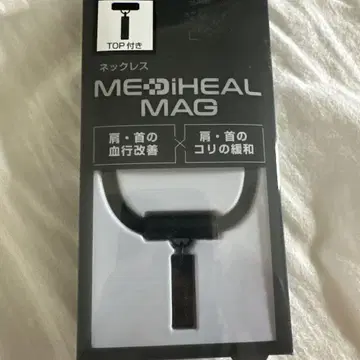 TOP付き
ネックレス
MEDiHEAL
MAG
肩・首の
血行改善
×
肩・首の
コリの緩和